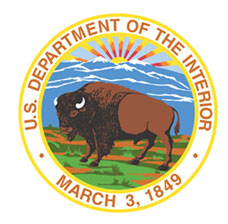 U.S. DEPARTMENT OF THE INTERIOR
MARCH 3, 1849